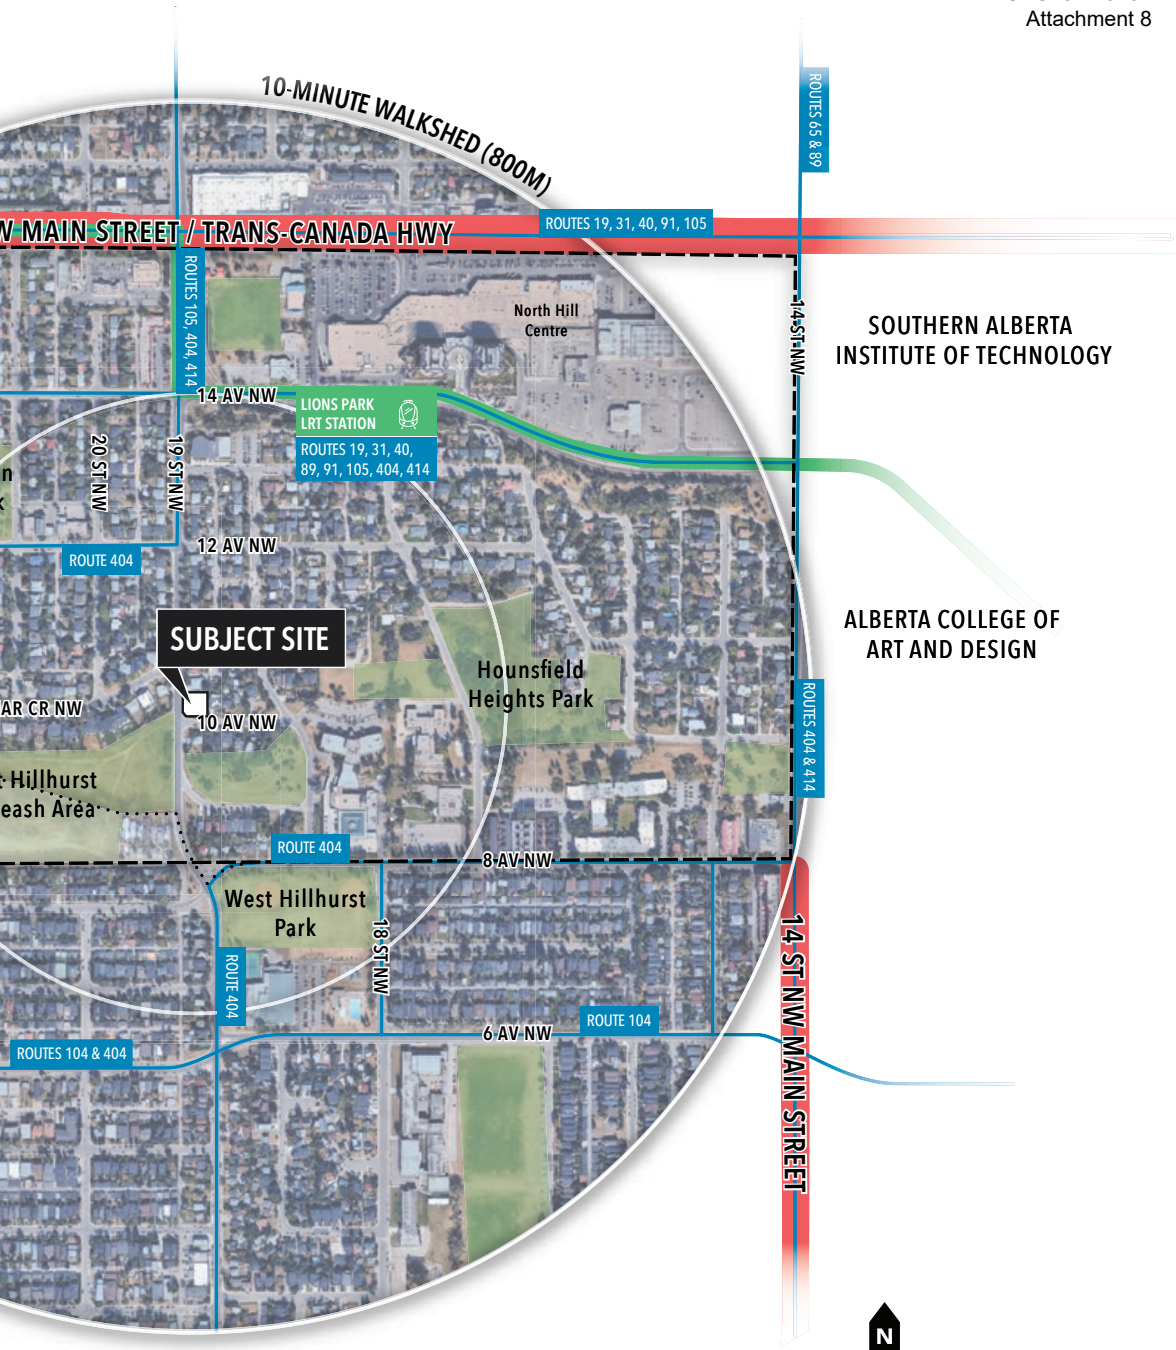 Attachment 8
10-MINUTE WALKSHED (800M)
ROUTES 65 & 89
ROUTES 19, 31, 40, 91, 105
W MAIN STREET / TRANS-CANADA HWY
ROUTES 105, 404, 414
North Hill
Centre
14 ST NW
SOUTHERN ALBERTA
INSTITUTE OF TECHNOLOGY
14 AV NW
LIONS PARK
LRT STATION
ROUTES 19, 31, 40,
89, 91, 105, 404, 414
20 ST NW
19 ST NW
12 AV NW
ROUTE 404
SUBJECT SITE
ALBERTA COLLEGE OF
ART AND DESIGN
Hounsfield
Heights Park
AR CR NW
10 AV NW
ROUTES 404 & 414
t Hillhurst
eash Area
ROUTE 404
8 AV NW
West Hillhurst
Park
18 ST NW
ROUTE 404
14 ST NW MAIN STREET
ROUTE 104
6 AV NW
ROUTES 104 & 404
N